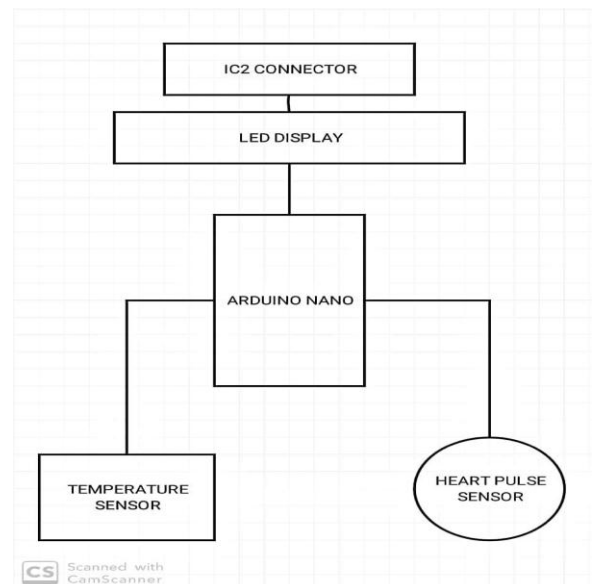 IC2 CONNECTOR
LED DISPLAY
ARDUINO NANO
TEMPERATURE
SENSOR
HEART PULSE
SENSOR
CS Scanned with
CamScanner